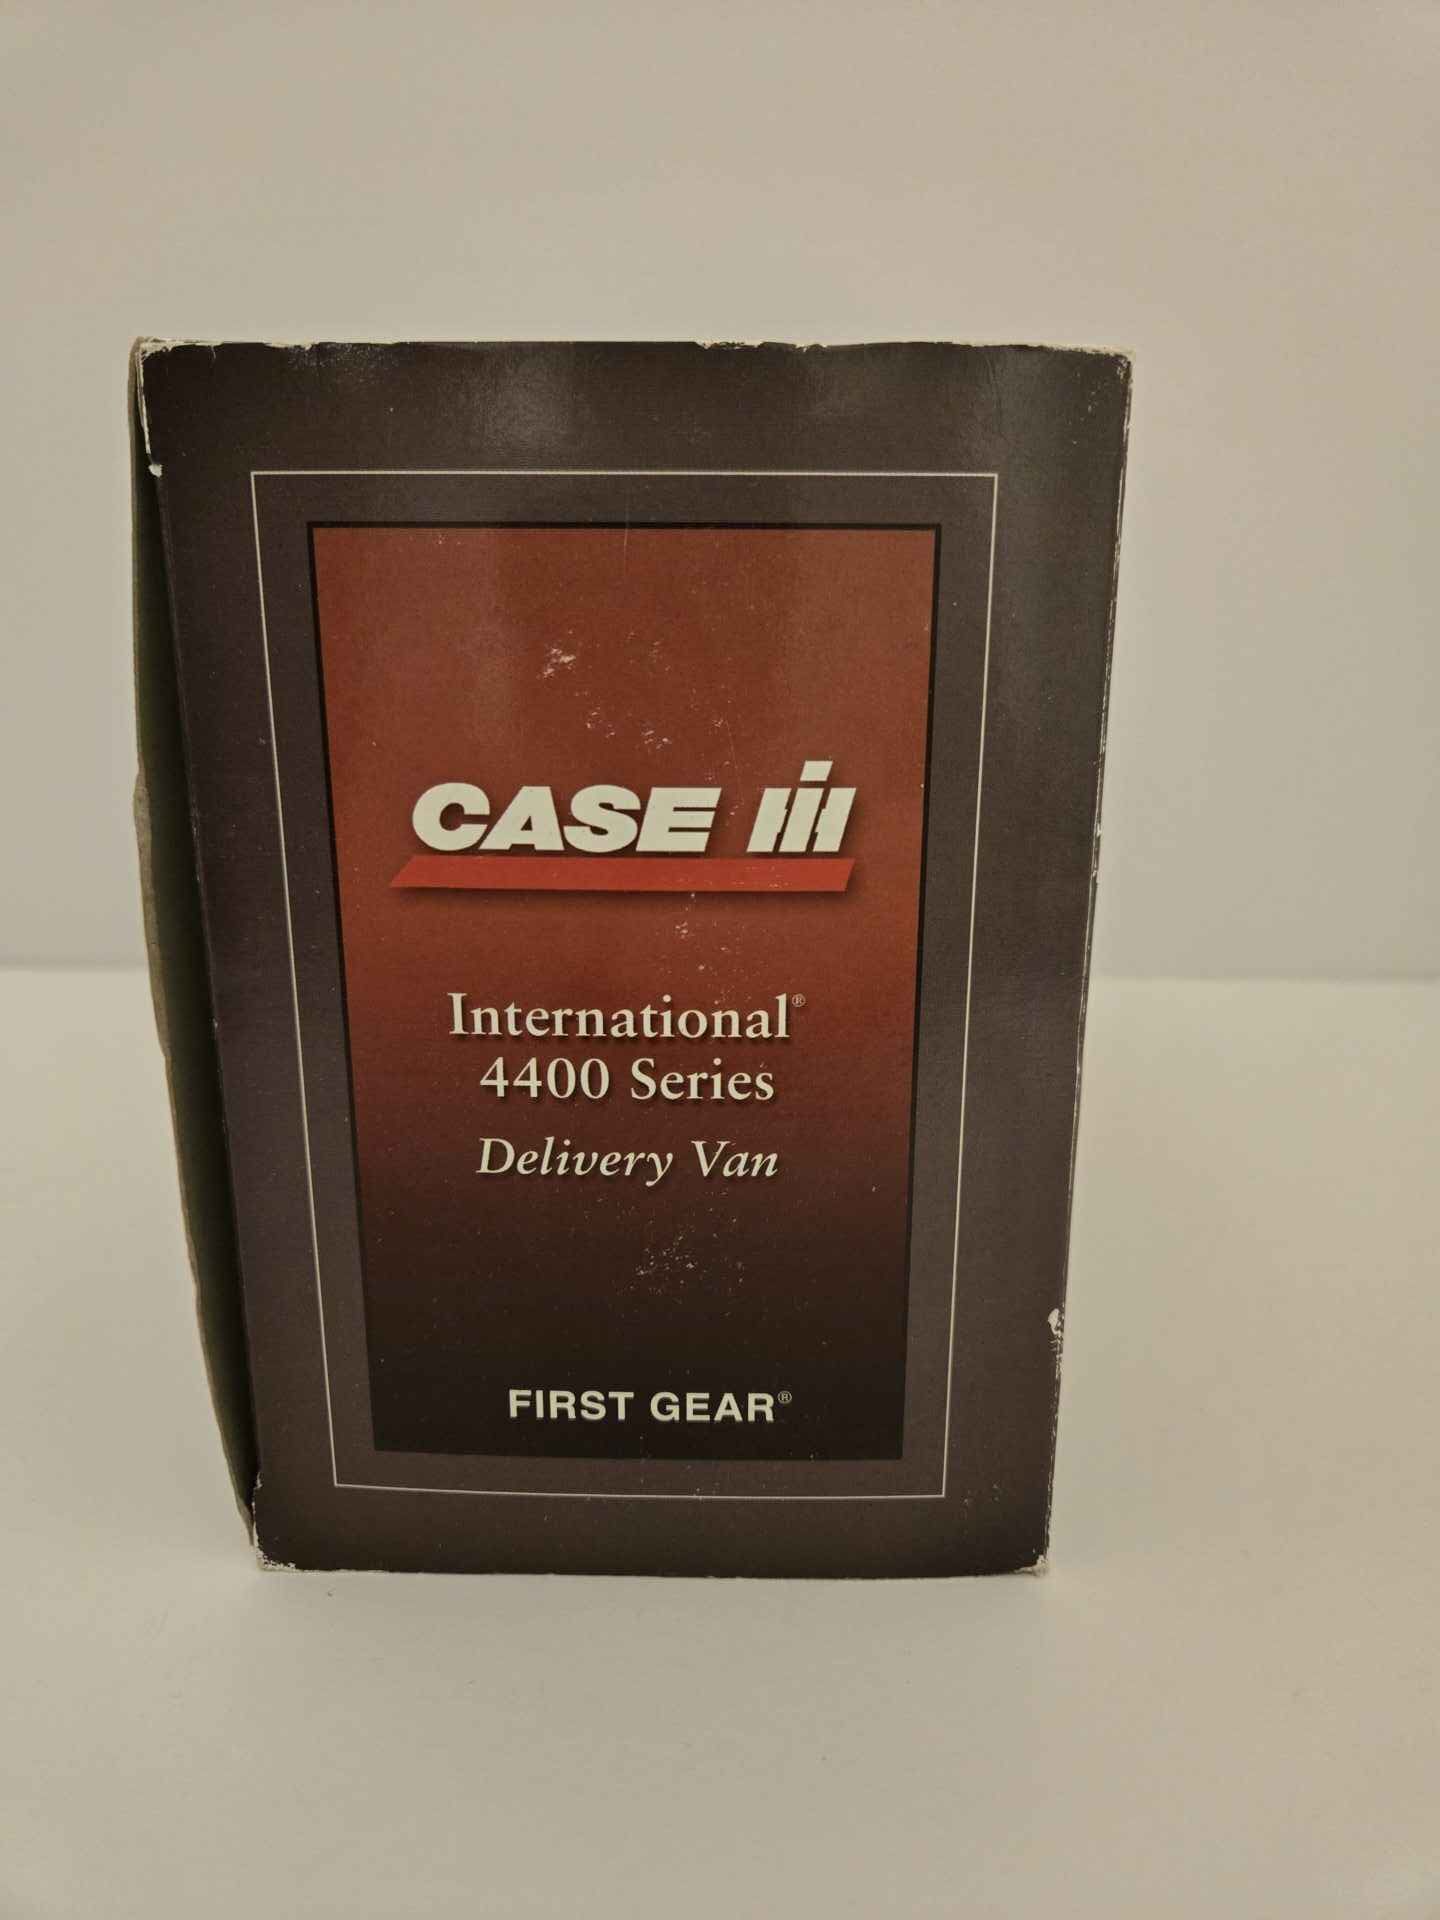 CASE IH
International®
4400 Series
Delivery Van
FIRST GEAR®